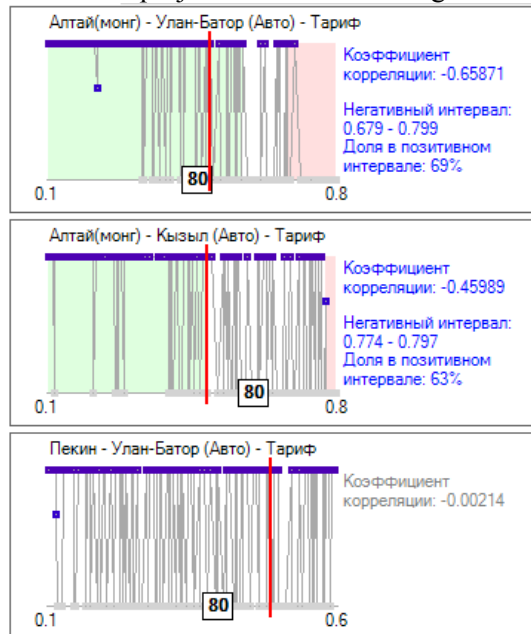 Алтай(монг) - Улан-Батор (Авто) - Тариф
Коэффициент
корреляции: -0.65871
Негативный интервал:
0.679 - 0.799
Доля в позитивном
интервале: 69%
80
0.1
0.8
Алтай(монг) - Кызыл (Авто) - Тариф
Коэффициент
корреляции: -0.45989
Негативный интервал:
0.774 - 0.797
Доля в позитивном
интервале: 63%
80
0.1
0.8
Пекин - Улан-Батор (Авто) - Тариф
Коэффициент
корреляции: -0.00214
80
0.1
0.6